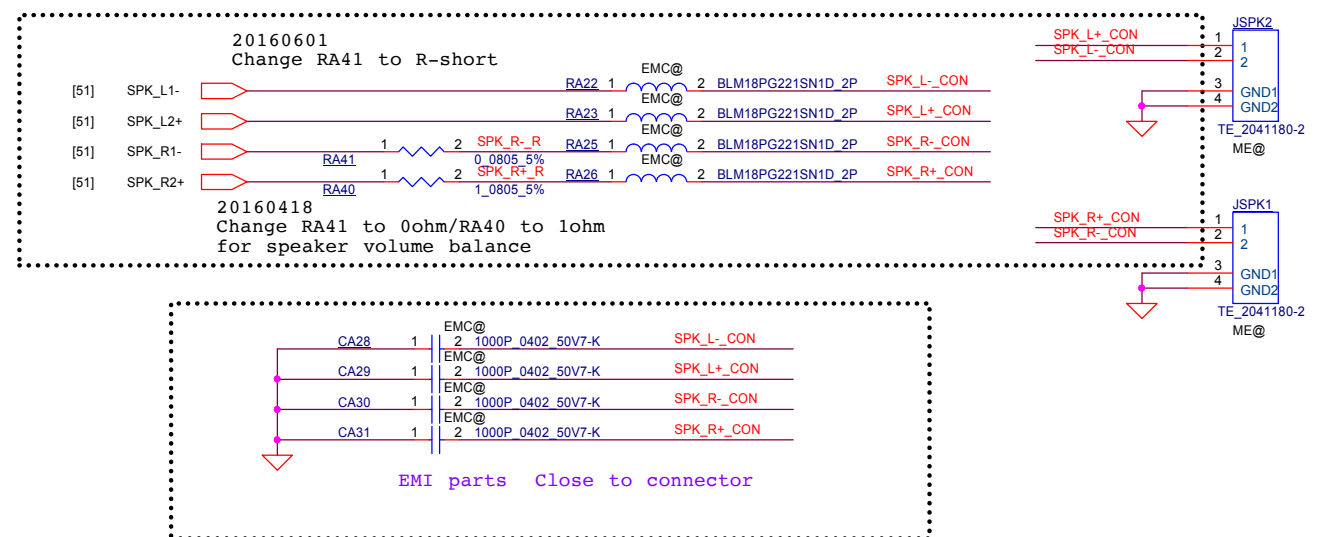 20160601
Change RA41 to R-short
[51] SPK_L1- RA22 1 EMC@ 2 BLM18PG221SN1D_2P SPK_L-_CON
[51] SPK_L2+ RA23 1 EMC@ 2 BLM18PG221SN1D_2P SPK_L+_CON
[51] SPK_R1- RA41 1 2 SPK_R-_R 0_0805_5% RA25 1 EMC@ 2 BLM18PG221SN1D_2P SPK_R-_CON
[51] SPK_R2+ RA40 1 2 SPK_R+_R 1_0805_5% RA26 1 EMC@ 2 BLM18PG221SN1D_2P SPK_R+_CON
20160418
Change RA41 to 0ohm/RA40 to 1ohm
for speaker volume balance
JSPK2
SPK_L+_CON 1 1
SPK_L-_CON 2 2
3 GND1
4 GND2
TE_2041180-2
ME@
JSPK1
SPK_R+_CON 1 1
SPK_R-_CON 2 2
3 GND1
4 GND2
TE_2041180-2
ME@
EMC@
CA28 1 2 1000P_0402_50V7-K SPK_L-_CON
EMC@
CA29 1 2 1000P_0402_50V7-K SPK_L+_CON
EMC@
CA30 1 2 1000P_0402_50V7-K SPK_R-_CON
EMC@
CA31 1 2 1000P_0402_50V7-K SPK_R+_CON
EMI parts Close to connector